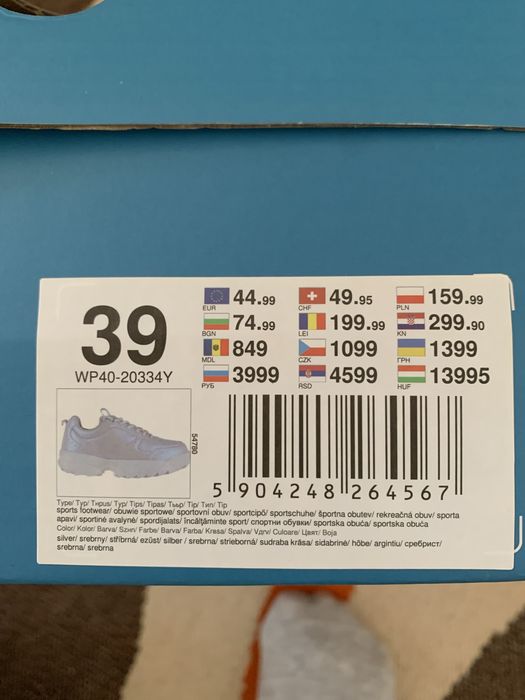 39
WP40-20334Y
EUR 44.99
CHF 49.95
PLN 159.99
BGN 74.99
LEI 199.99
KN 299.90
MDL 849
CZK 1099
ГРН 1399
РУБ 3999
RSD 4599
HUF 13995
54780
5 904248 264567
Type/ Typ/ Типus/ Typ/ Tips/ Tipas/ Тъыр/ Tip/ Тип/ Tip
sports footwear/ obuwie sportowe/ sportovní obuv/ sportcipő/ sportschuhe/ športna obutev/ rekreačná obuv/ sporta
apavi/ sportinė avalynė/ spordijalats/ încălţăminte sport/ спортни обувки/ sportska obuća/ sportska obuća
Color/ Kolor/ Barva/ Szín/ Farbe/ Barva/ Farba/ Krasa/ Spalva/ Värv/ Culoare/ Цвят/ Boja
silver/ srebrny/ stříbrná/ ezüst/ silber / srebrna/ strieborná/ sudraba krāsa/ sidabrinė/ hõbe/ argintiu/ сребрист/
srebrna/ srebrna